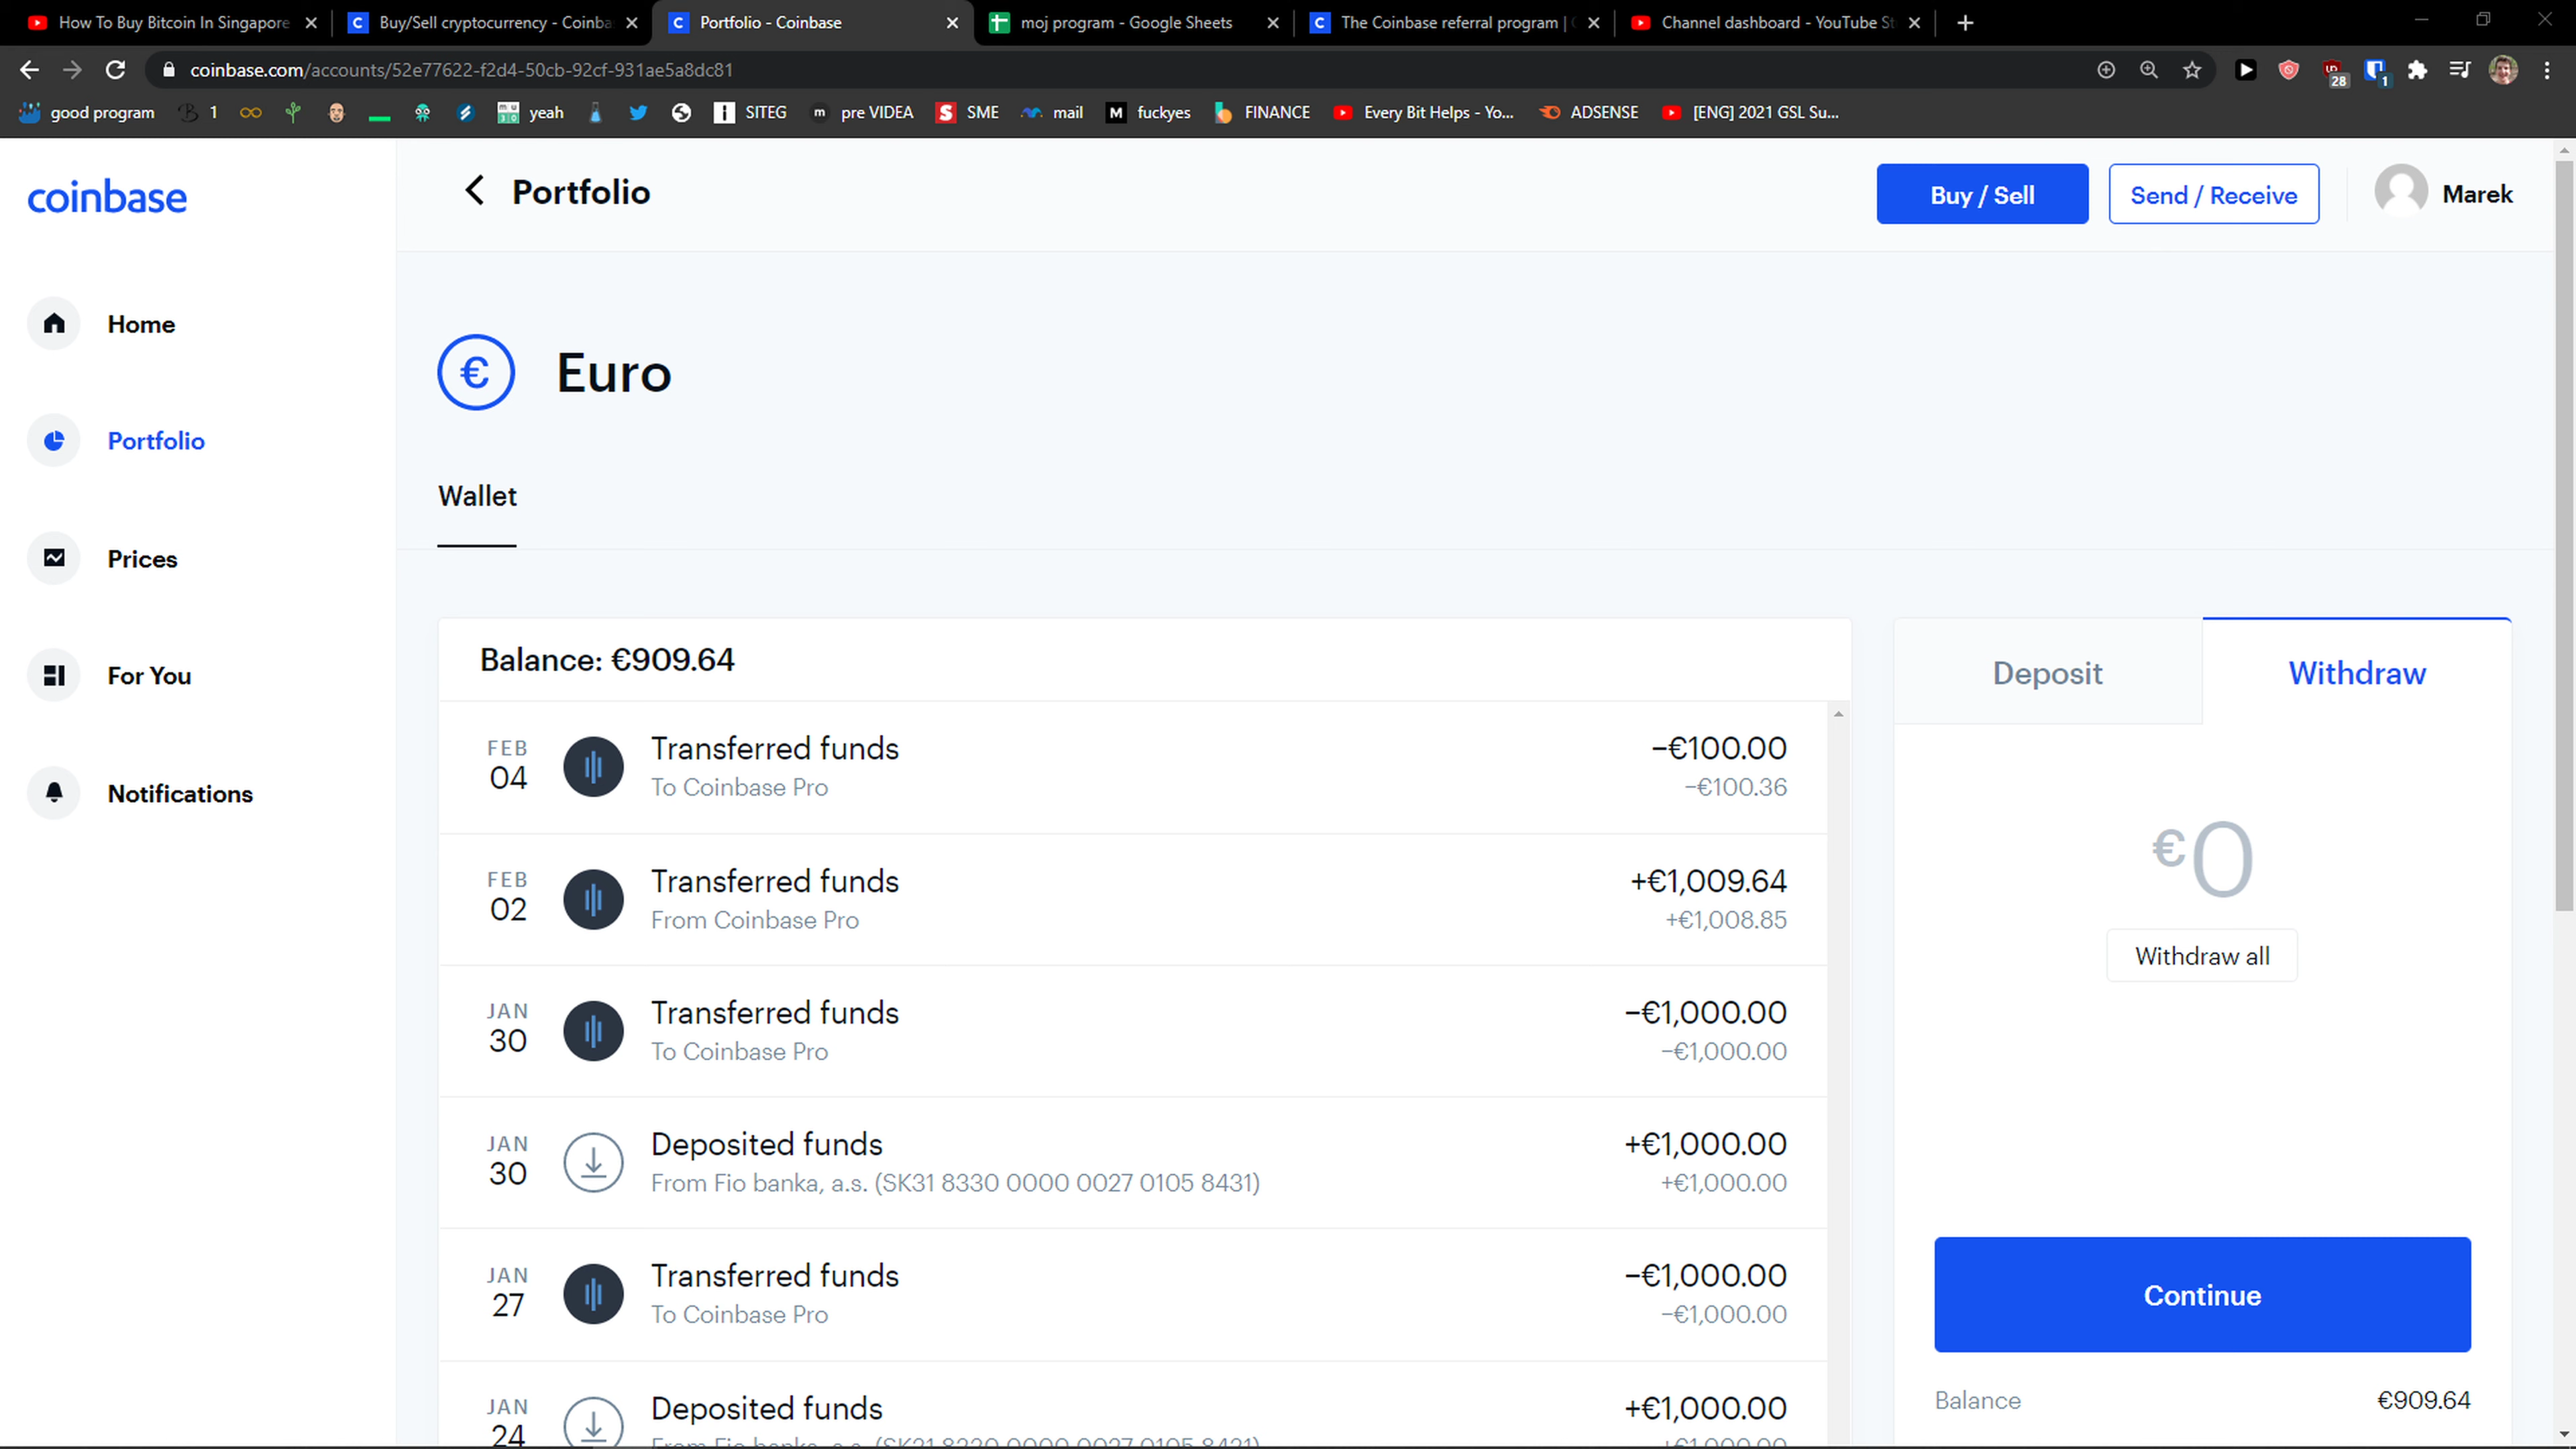 How To Buy Bitcoin In Singapore
Buy/Sell cryptocurrency - Coinba
Portfolio - Coinbase
moj program - Google Sheets
The Coinbase referral program |
Channel dashboard - YouTube St
coinbase.com/accounts/52e77622-f2d4-50cb-92cf-931ae5a8dc81
28
1
good program
1
yeah
SITEG
pre VIDEA
SME
mail
fuckyes
FINANCE
Every Bit Helps - Yo...
ADSENSE
[ENG] 2021 GSL Su...
coinbase
Portfolio
Buy / Sell
Send / Receive
Marek
Home
Portfolio
Prices
For You
Notifications
€ Euro
Wallet
Balance: €909.64
Deposit
Withdraw
FEB
04
Transferred funds
To Coinbase Pro
-€100.00
-€100.36
FEB
02
Transferred funds
From Coinbase Pro
+€1,009.64
+€1,008.85
JAN
30
Transferred funds
To Coinbase Pro
-€1,000.00
-€1,000.00
JAN
30
Deposited funds
From Fio banka, a.s. (SK31 8330 0000 0027 0105 8431)
+€1,000.00
+€1,000.00
JAN
27
Transferred funds
To Coinbase Pro
-€1,000.00
-€1,000.00
JAN
24
Deposited funds
+€1,000.00
€0
Withdraw all
Continue
Balance
€909.64